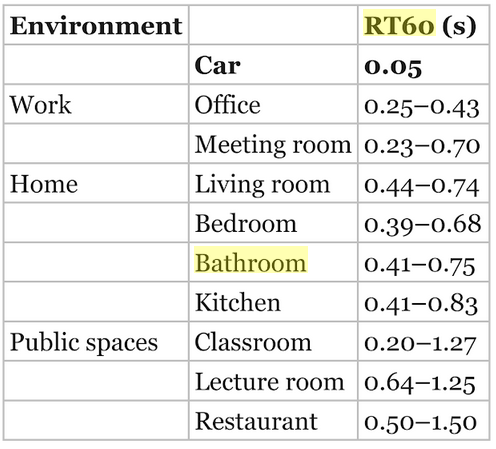 Environment RT60 (s)
Car 0.05
Work Office 0.25–0.43
Meeting room 0.23–0.70
Home Living room 0.44–0.74
Bedroom 0.39–0.68
Bathroom 0.41–0.75
Kitchen 0.41–0.83
Public spaces Classroom 0.20–1.27
Lecture room 0.64–1.25
Restaurant 0.50–1.50